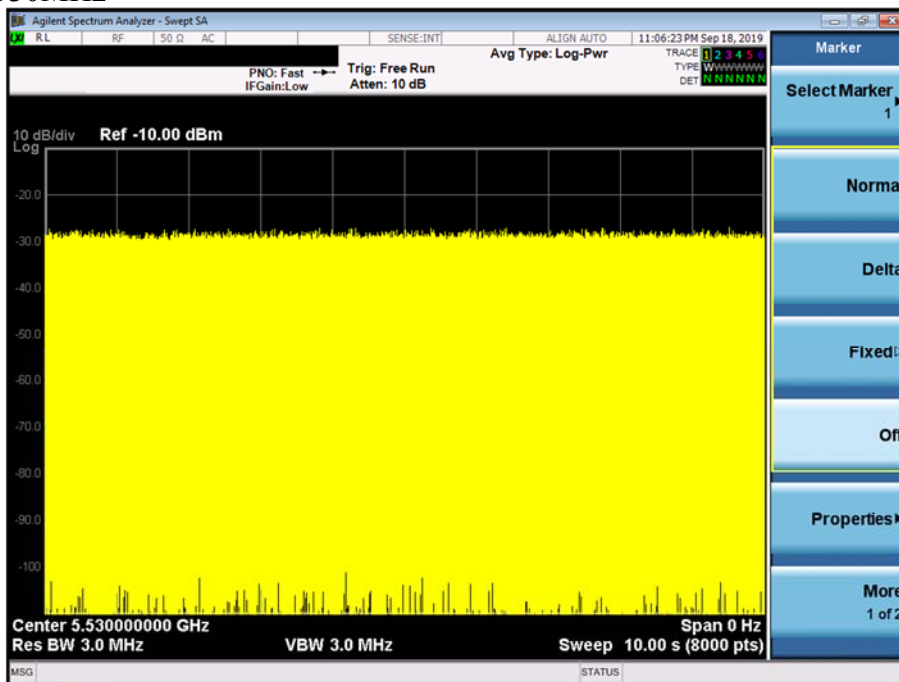 Agilent Spectrum Analyzer - Swept SA
RL RF 50 Ω AC SENSE:INT ALIGN AUTO 11:06:23 PM Sep 18, 2019
Avg Type: Log-Pwr
TRACE 1 2 3 4 5 6
TYPE W
DET N N N N N N
PNO: Fast
IFGain:Low
Trig: Free Run
Atten: 10 dB
10 dB/div Ref -10.00 dBm
Log
-20.0
-30.0
-40.0
-50.0
-60.0
-70.0
-80.0
-90.0
-100
Center 5.530000000 GHz Span 0 Hz
Res BW 3.0 MHz VBW 3.0 MHz Sweep 10.00 s (8000 pts)
MSG STATUS
Marker
Select Marker
1
Norma
Delta
Fixed
Off
Properties
More
1 of 2